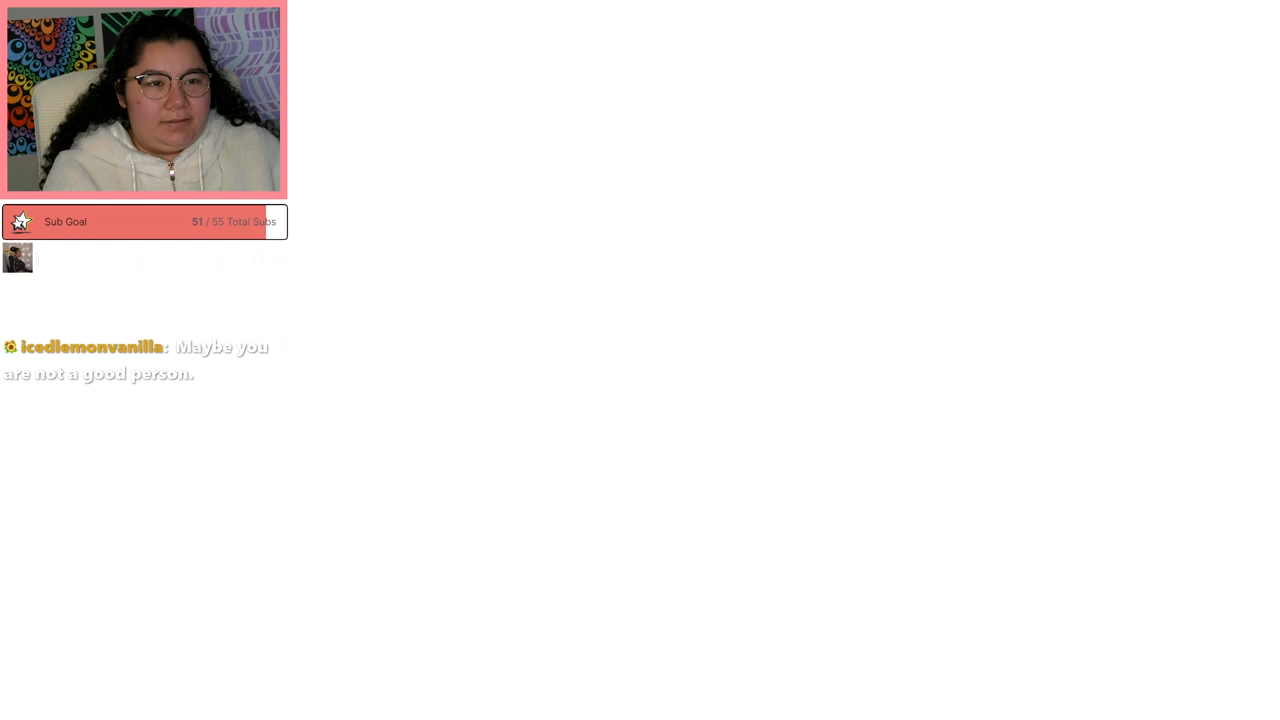 Sub Goal 51 / 55 Total Subs
icedlemonvanilla: Maybe you
are not a good person.